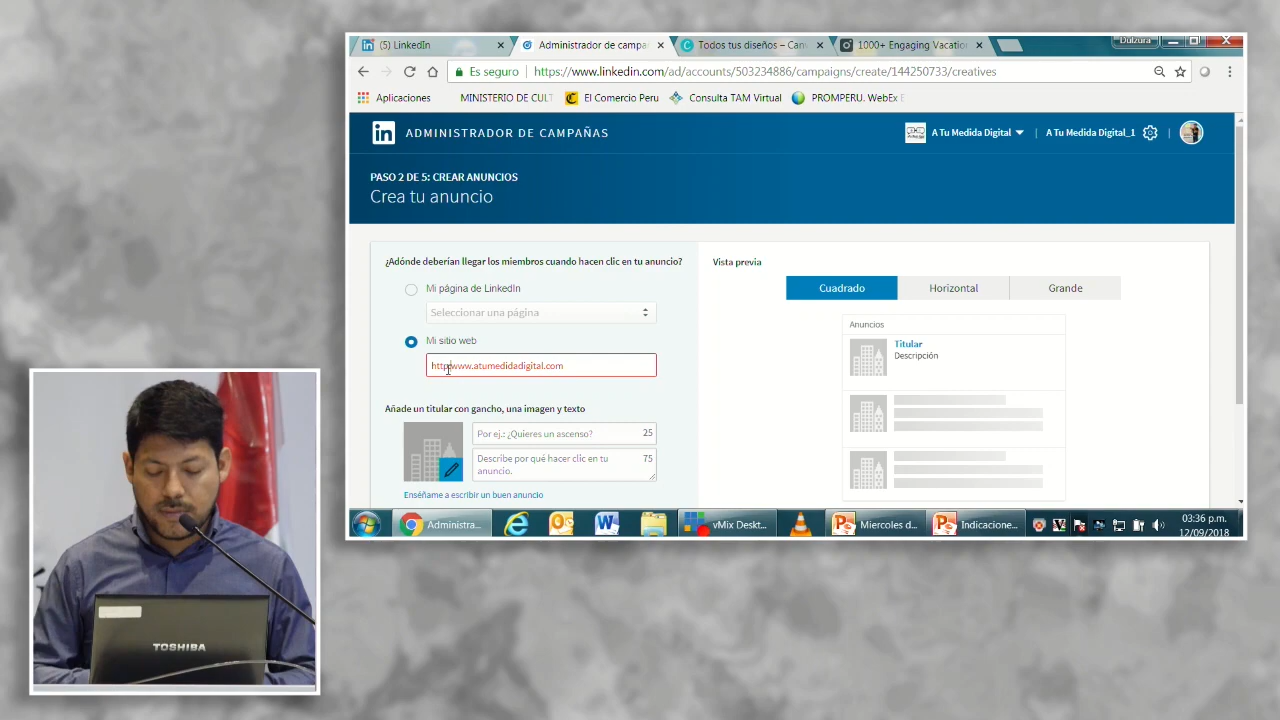 (5) LinkedIn
Administrador de campa
Todos tus diseños – Can
1000+ Engaging Vacation
Dulzura
Es seguro
https://www.linkedin.com/ad/accounts/503234886/campaigns/create/144250733/creatives
Aplicaciones
MINISTERIO DE CULT
El Comercio Peru
Consulta TAM Virtual
PROMPERU. WebEx E
in
ADMINISTRADOR DE CAMPAÑAS
A Tu Medida Digital
A Tu Medida Digital_1
PASO 2 DE 5: CREAR ANUNCIOS
Crea tu anuncio
¿Adónde deberían llegar los miembros cuando hacen clic en tu anuncio?
Mi página de LinkedIn
Seleccionar una página
Mi sitio web
Añade un titular con gancho, una imagen y texto
Por ej.: ¿Quieres un ascenso?
25
Describe por qué hacer clic en tu
75
anuncio.
Enséñame a escribir un buen anuncio
Vista previa
Cuadrado
Horizontal
Grande
Anuncios
Titular
Descripción
Administra...
vMix Deskt...
Miercoles d...
Indicacione...
03:36 p.m.
12/09/2018
TOSHIBA